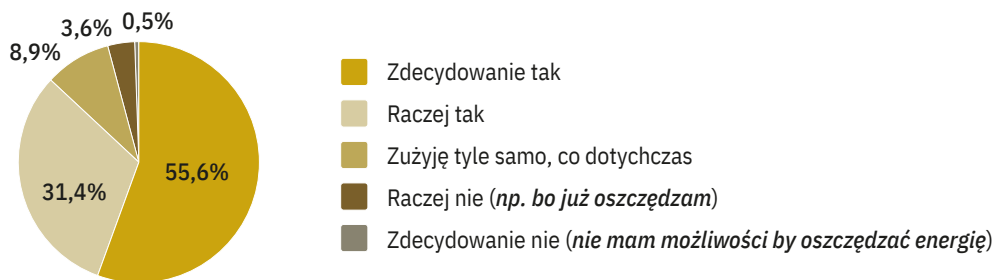 3,6% 0,5%
8,9%
55,6%
31,4%
Zdecydowanie tak
Raczej tak
Zużyję tyle samo, co dotychczas
Raczej nie (np. bo już oszczędzam)
Zdecydowanie nie (nie mam możliwości by oszczędzać energię)